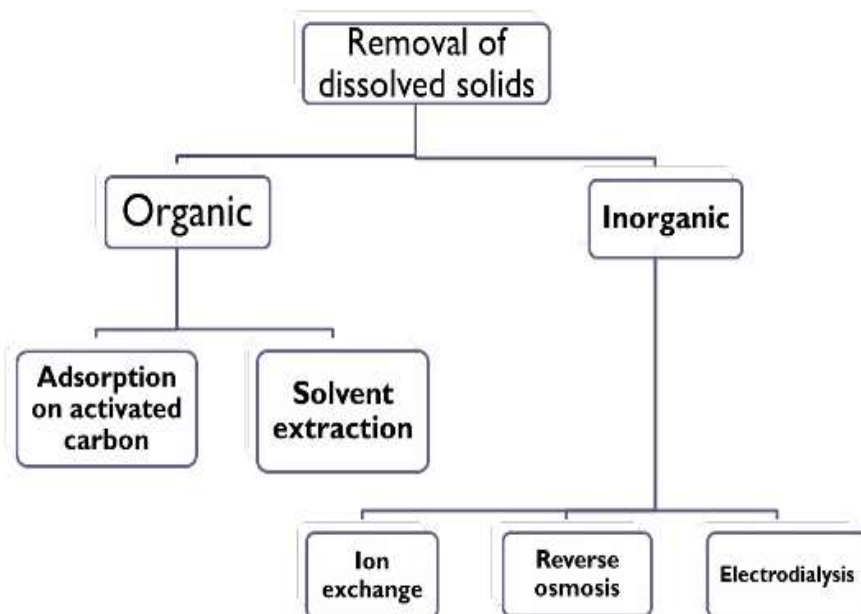 Removal of
dissolved solids
Organic
Inorganic
Adsorption
on activated
carbon
Solvent
extraction
Ion
exchange
Reverse
osmosis
Electrodialysis